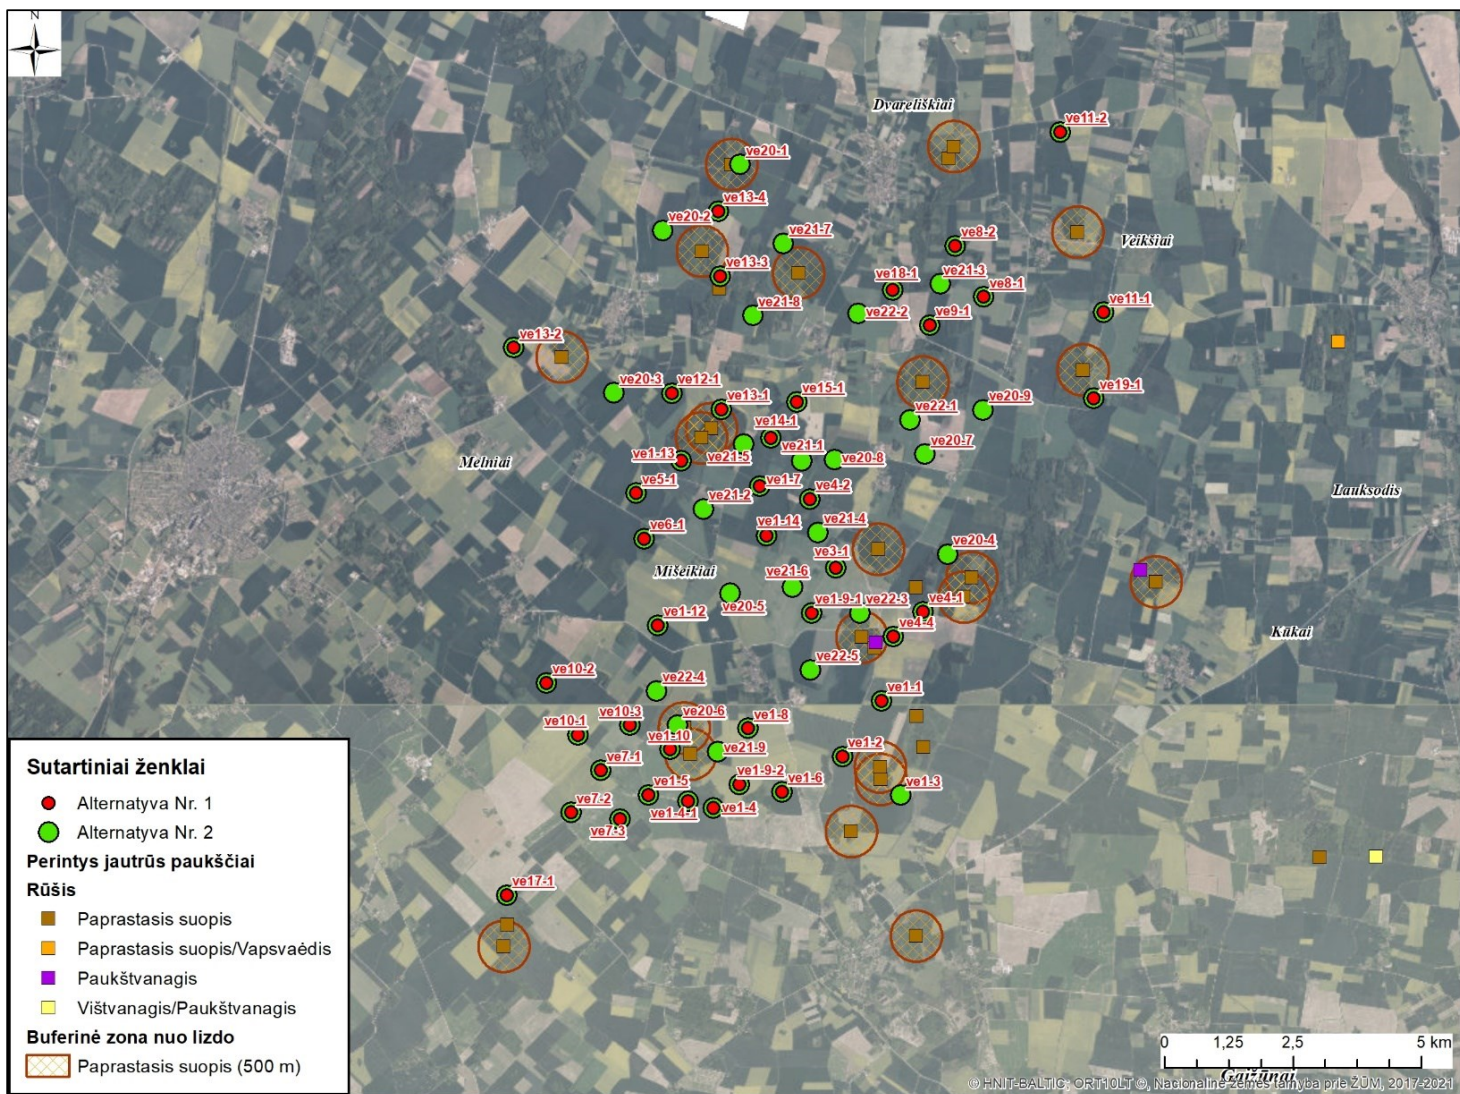 N
Dvareliškiai
ve11-2
ve20-1
ve13-4
ve20-2
ve21-7
ve8-2
Veikšiai
ve13-3
ve18-1
ve21-3
ve8-1
ve21-8
ve22-2
ve9-1
ve11-1
ve13-2
ve20-3
ve12-1
ve15-1
ve13-1
ve22-1
ve20-9
ve19-1
ve14-1
ve21-1
ve20-7
Melniai
ve1-13
ve21-5
ve20-8
ve5-1
ve1-7
ve4-2
Lauksodis
ve21-2
ve6-1
ve1-14
ve21-4
ve20-4
ve3-1
Mišeikiai
ve21-6
ve20-5
ve1-9-1
ve22-3
ve4-1
ve1-12
ve4-4
Kūkai
ve22-5
ve10-2
ve22-4
ve1-1
ve10-3
ve20-6
ve10-1
ve1-8
ve1-10
ve21-9
ve1-2
ve7-1
ve1-9-2
ve1-6
ve1-5
ve1-3
ve7-2
ve1-4-1
ve1-4
ve7-3
ve17-1
Sutartiniai ženklai
Alternatyva Nr. 1
Alternatyva Nr. 2
Perintys jautrūs paukščiai
Rūšis
Paprastasis suopis
Paprastasis suopis/Vapsvaėdis
Paukštvanagis
Vištvanagis/Paukštvanagis
Buferinė zona nuo lizdo
Paprastasis suopis (500 m)
0 1,25 2,5 5 km
Gaižūnai
© HNIT-BALTIC; ORT10LT ©, Nacionalinė žemės tarnyba prie ŽŪM, 2017-2021